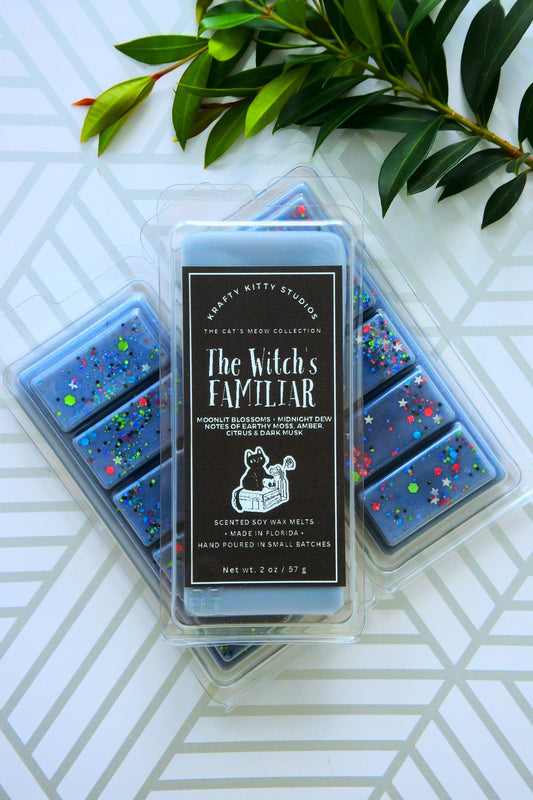 KRAFTY KITTY STUDIOS
THE CAT'S MEOW COLLECTION
The Witch's
FAMILIAR
MOONLIT BLOSSOMS • MIDNIGHT DEW
NOTES OF EARTHY MOSS, AMBER,
CITRUS & DARK MUSK
SCENTED SOY WAX MELTS
• MADE IN FLORIDA •
HAND POURED IN SMALL BATCHES
Net wt. 2 oz / 57 g